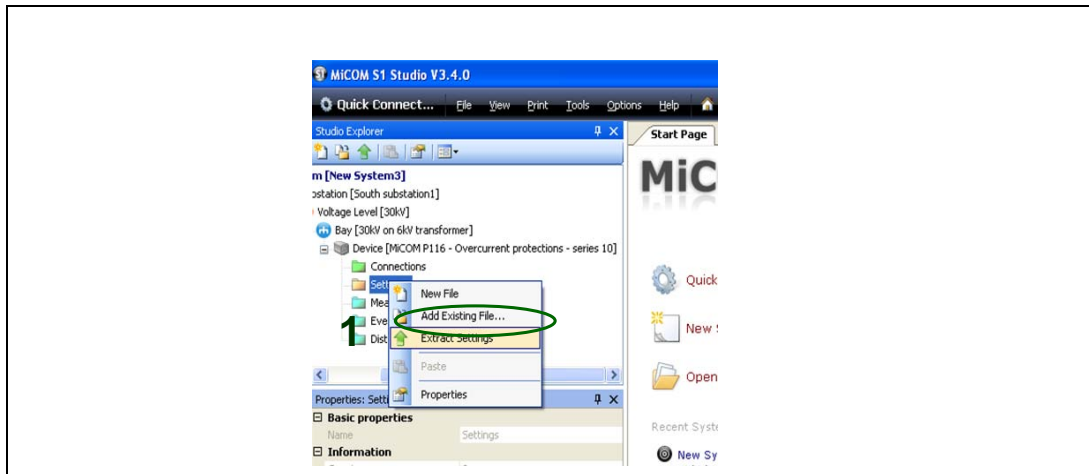 MiCOM S1 Studio V3.4.0
Quick Connect... File View Print Tools Options Help
Studio Explorer
Start Page
m [New System3]
ostation [South substation1]
Voltage Level [30kV]
Bay [30kV on 6kV transformer]
Device [MiCOM P116 - Overcurrent protections - series 10]
Connections
Sett
Mea
Eve
Dist
1
New File
Add Existing File...
Extract Settings
Paste
Properties
Properties: Setti
Basic properties
Name Settings
Information
MiC
Quick
New
Open
Recent Syste
New Sy